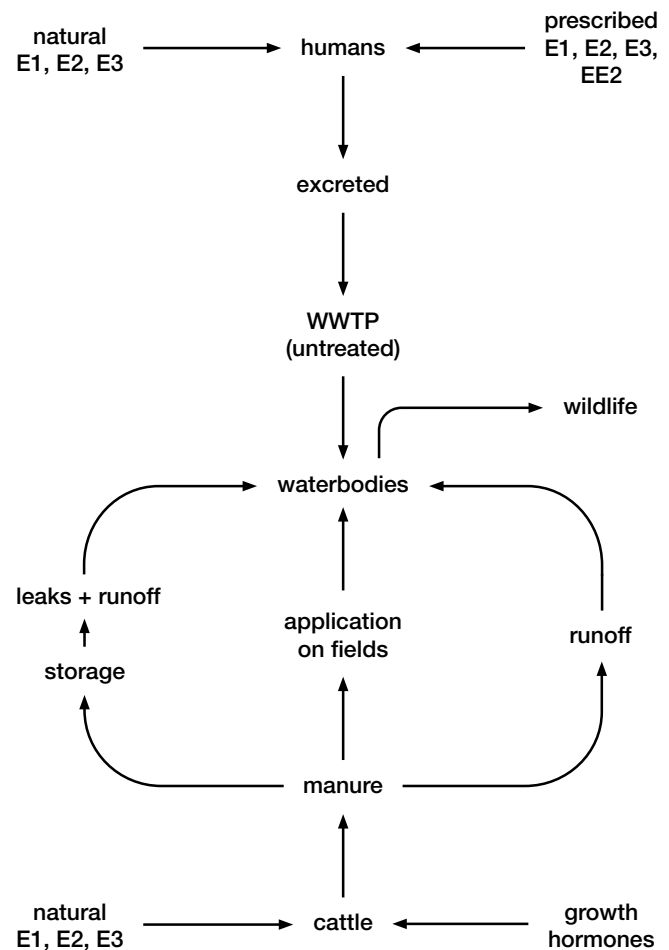 natural
E1, E2, E3
humans
prescribed
E1, E2, E3,
EE2
excreted
WWTP
(untreated)
wildlife
waterbodies
leaks + runoff
storage
application
on fields
runoff
manure
natural
E1, E2, E3
cattle
growth
hormones